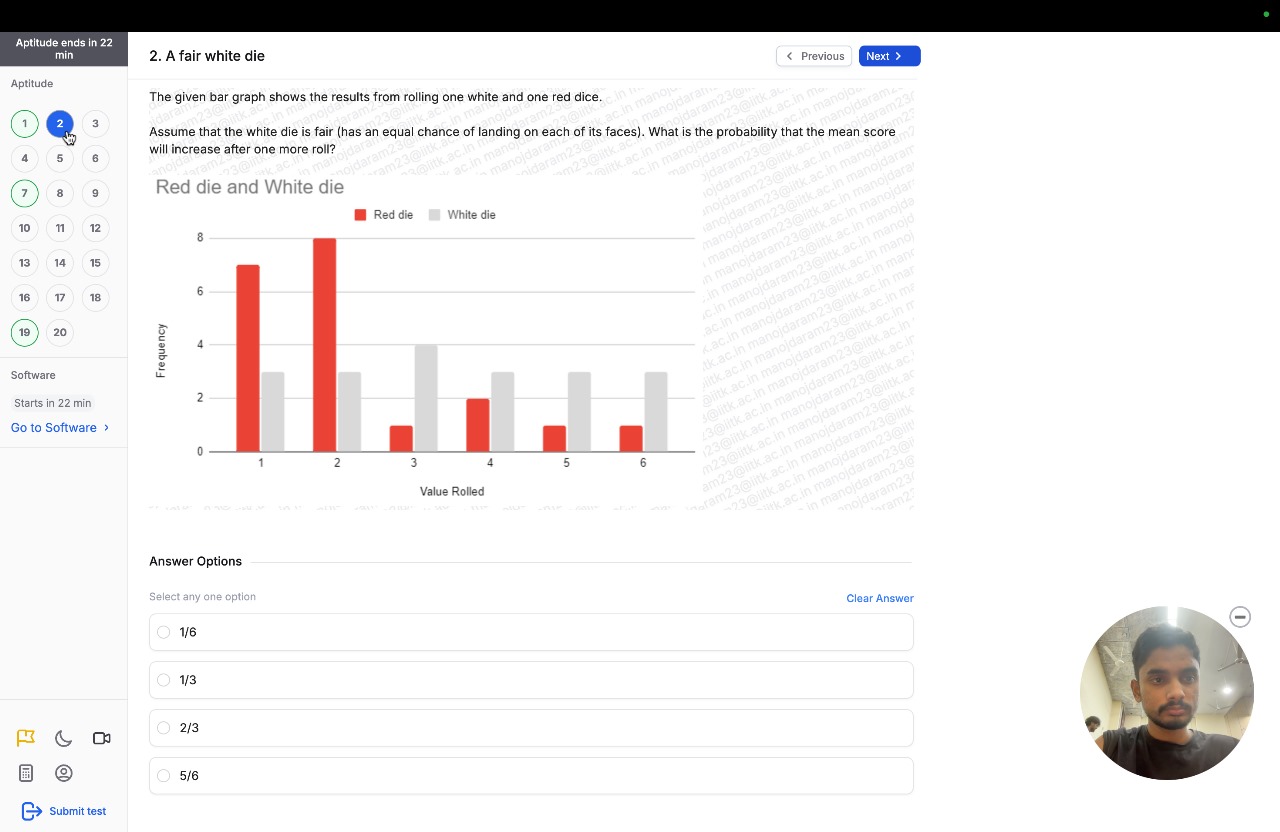 Aptitude ends in 22
min
2. A fair white die
Previous
Next
Aptitude
1
2
3
4
5
6
7
8
9
10
11
12
13
14
15
16
17
18
19
20
Software
Starts in 22 min
Go to Software
Submit test
The given bar graph shows the results from rolling one white and one red dice.
Assume that the white die is fair (has an equal chance of landing on each of its faces). What is the probability that the mean score
will increase after one more roll?
Red die and White die
Red die
White die
Frequency
8
6
4
2
0
1
2
3
4
5
6
Value Rolled
manojdaram23@iitk.ac.in
Answer Options
Select any one option
Clear Answer
1/6
1/3
2/3
5/6